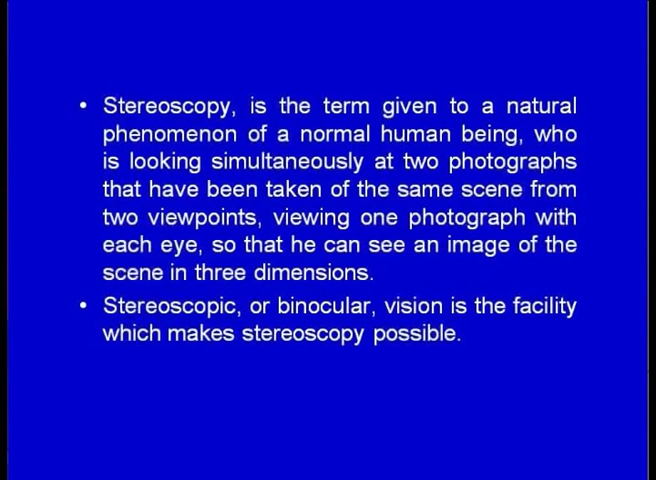 • Stereoscopy, is the term given to a natural
phenomenon of a normal human being, who
is looking simultaneously at two photographs
that have been taken of the same scene from
two viewpoints, viewing one photograph with
each eye, so that he can see an image of the
scene in three dimensions.
• Stereoscopic, or binocular, vision is the facility
which makes stereoscopy possible.